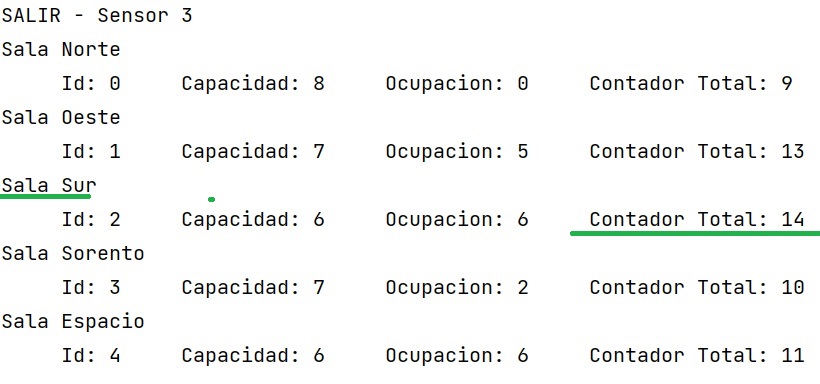 SALIR - Sensor 3
Sala Norte
Id: 0 Capacidad: 8 Ocupacion: 0 Contador Total: 9
Sala Oeste
Id: 1 Capacidad: 7 Ocupacion: 5 Contador Total: 13
Sala Sur
Id: 2 Capacidad: 6 Ocupacion: 6 Contador Total: 14
Sala Sorento
Id: 3 Capacidad: 7 Ocupacion: 2 Contador Total: 10
Sala Espacio
Id: 4 Capacidad: 6 Ocupacion: 6 Contador Total: 11